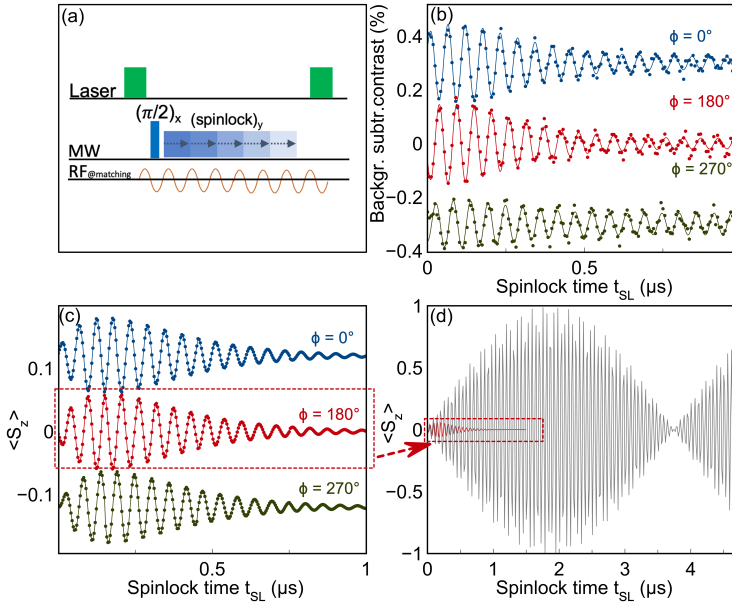 (a)
Laser
(π/2)x
(spinlock)y
MW
RF@matching
(b)
Backgr. subtr.contrast (%)
0.4
0.2
0
−0.2
−0.4
ϕ = 0°
ϕ = 180°
ϕ = 270°
0
0.5
Spinlock time tSL (µs)
(c)
<Sz>
0.1
0
−0.1
ϕ = 0°
ϕ = 180°
ϕ = 270°
0.5
1
Spinlock time tSL (µs)
(d)
<Sz>
1
0.5
0
−0.5
−1
0
1
2
3
4
Spinlock time tSL (µs)